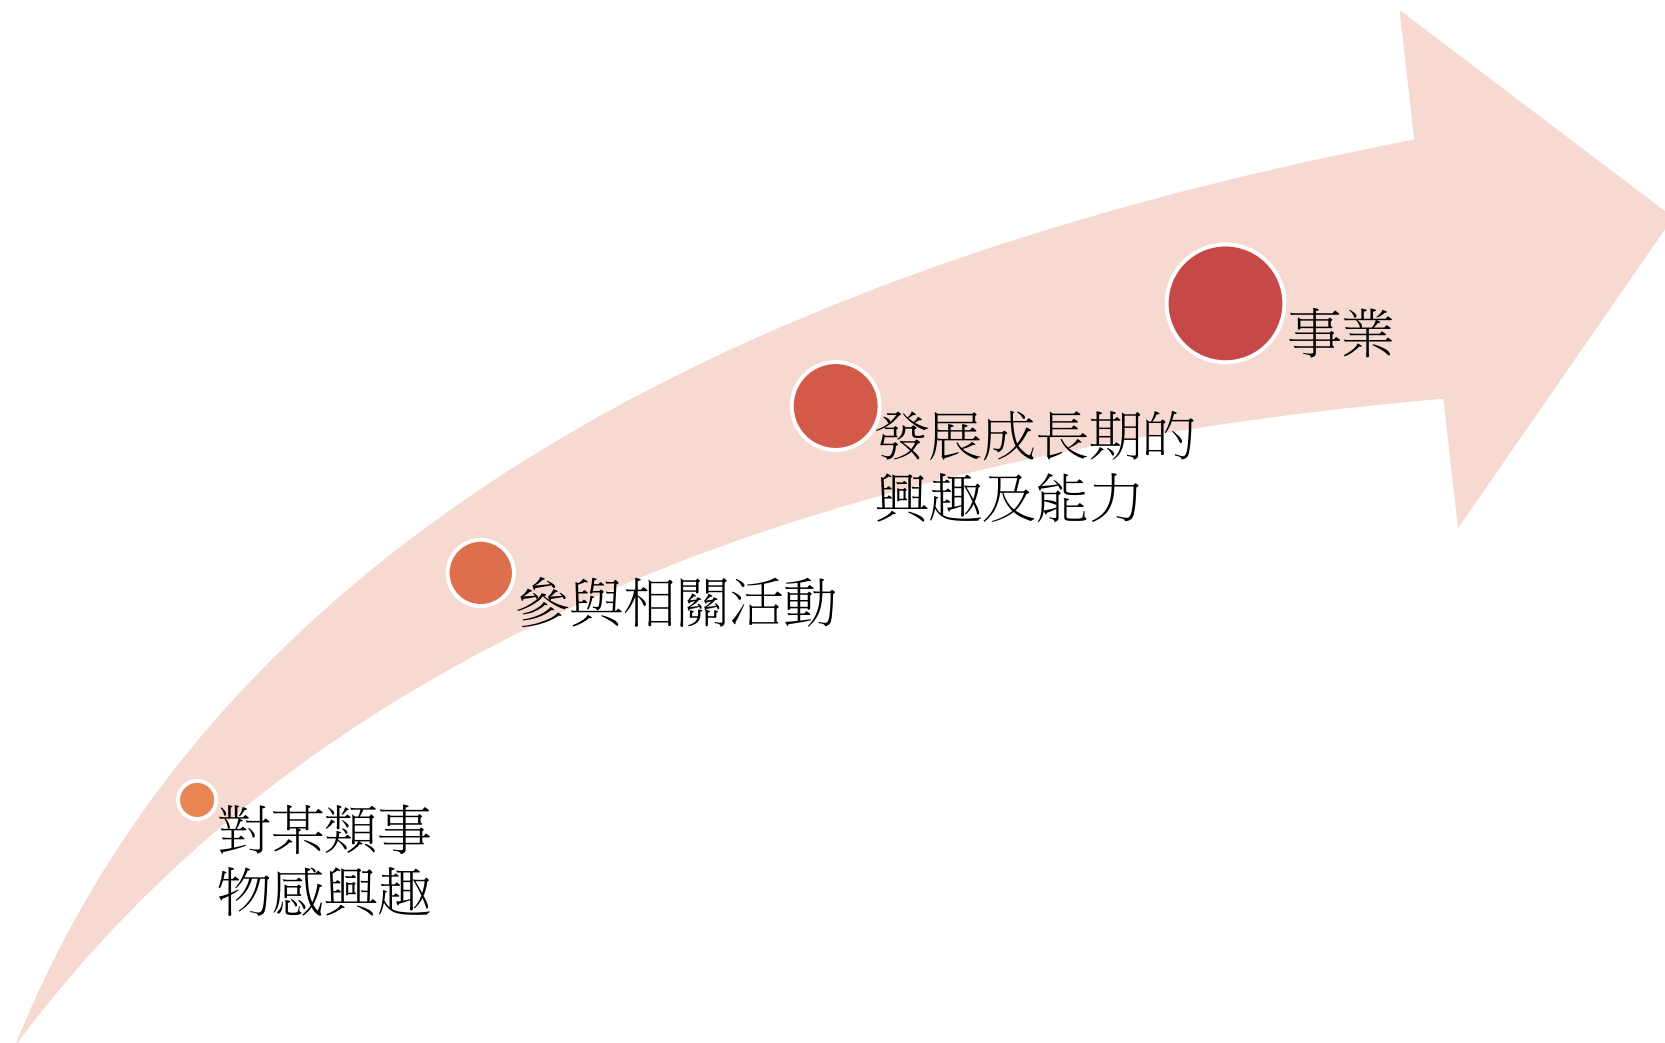 對某類事
物感興趣
參與相關活動
發展成長期的
興趣及能力
事業